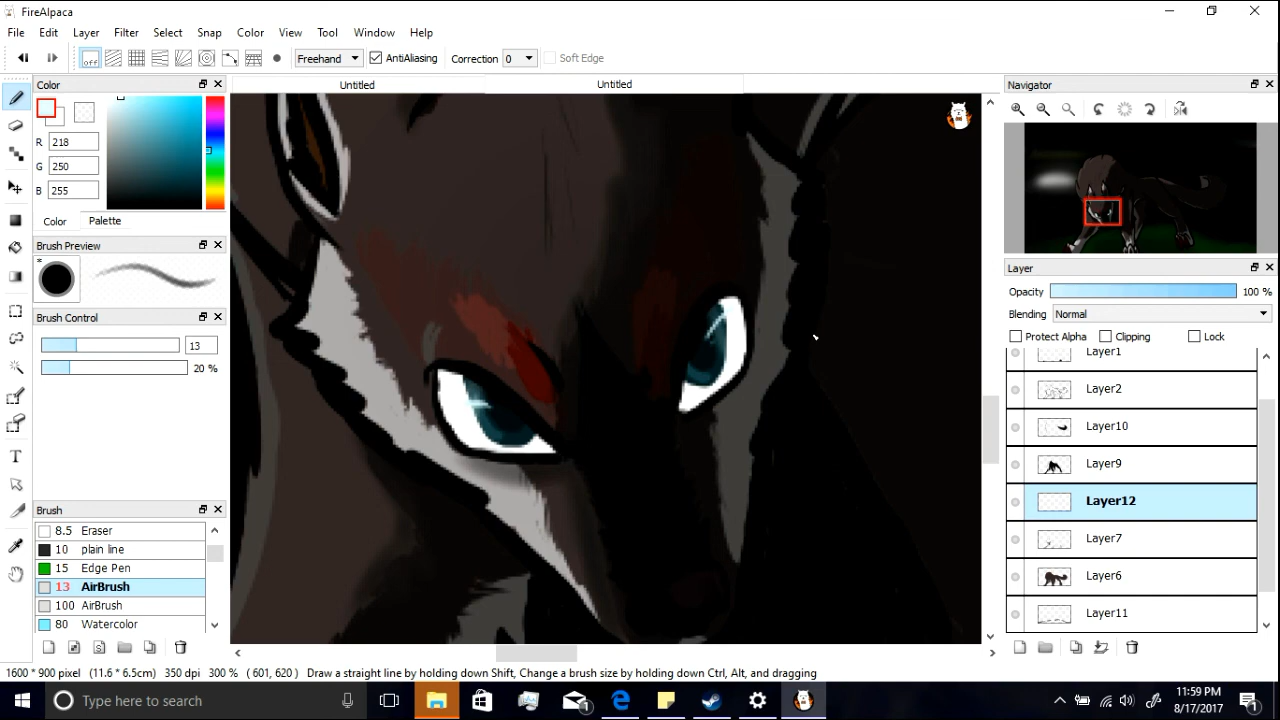 FireAlpaca
File Edit Layer Filter Select Snap Color View Tool Window Help
off Freehand AntiAliasing Correction 0 Soft Edge
Color
Untitled
Untitled
Navigator
R 218
G 250
B 255
Color Palette
Brush Preview
*
Brush Control
13
20 %
Layer
Opacity 100 %
Blending Normal
Protect Alpha Clipping Lock
Layer1
Layer2
Layer10
Layer9
Layer12
Layer7
Layer6
Layer11
Brush
8.5 Eraser
10 plain line
15 Edge Pen
13 AirBrush
100 AirBrush
80 Watercolor
1600 * 900 pixel (11.6 * 6.5cm) 350 dpi 300 % ( 601, 620 ) Draw a straight line by holding down Shift, Change a brush size by holding down Ctrl, Alt, and dragging
Type here to search
1
11:59 PM
8/17/2017
1